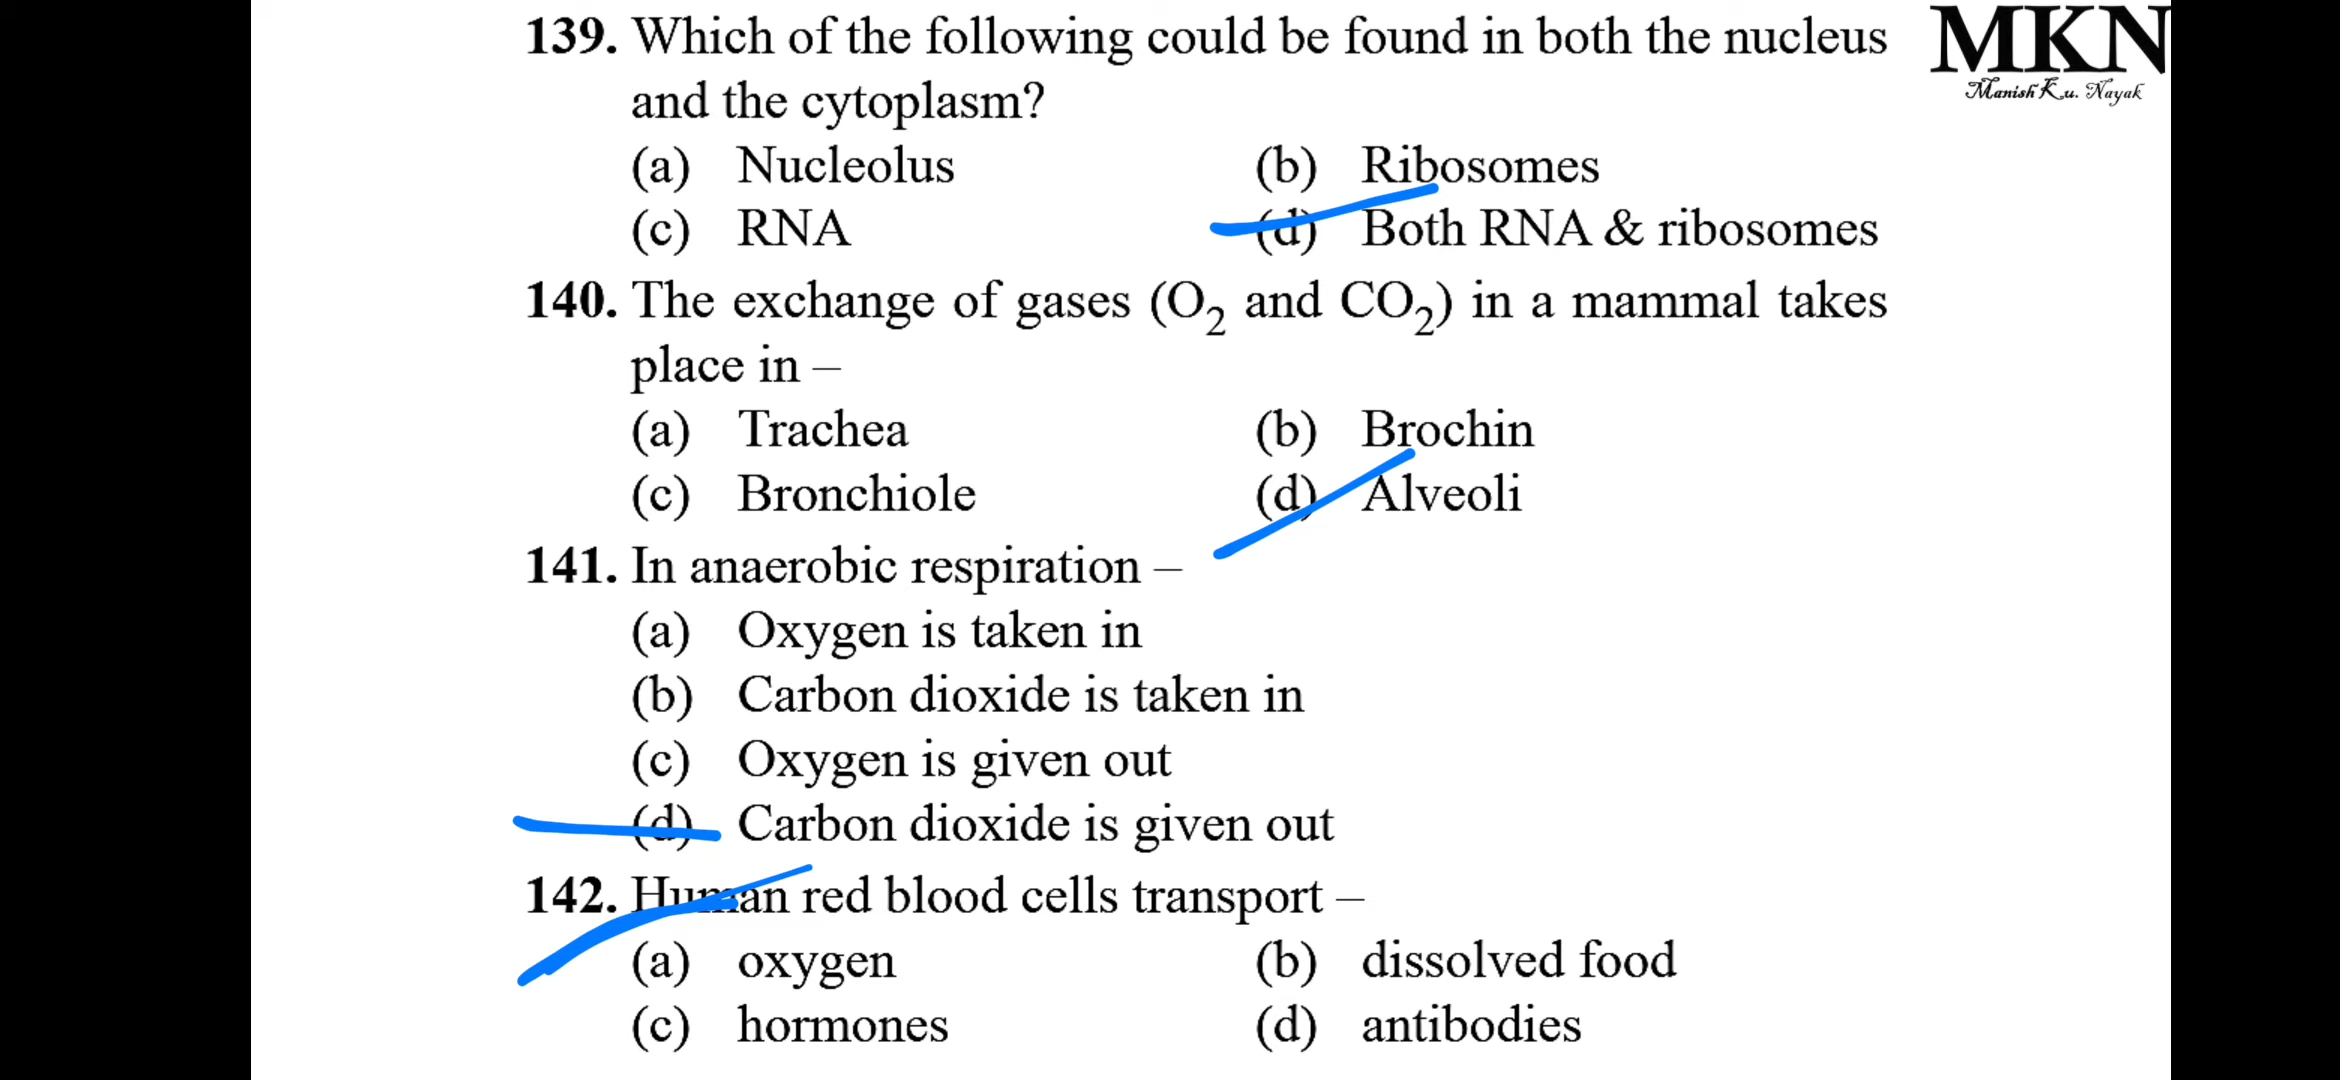 139. Which of the following could be found in both the nucleus
and the cytoplasm?
(a) Nucleolus (b) Ribosomes
(c) RNA (d) Both RNA & ribosomes
140. The exchange of gases (O₂ and CO₂) in a mammal takes
place in –
(a) Trachea (b) Brochin
(c) Bronchiole (d) Alveoli
141. In anaerobic respiration –
(a) Oxygen is taken in
(b) Carbon dioxide is taken in
(c) Oxygen is given out
(d) Carbon dioxide is given out
142. Human red blood cells transport –
(a) oxygen (b) dissolved food
(c) hormones (d) antibodies
MKN
Manish Ku. Nayak